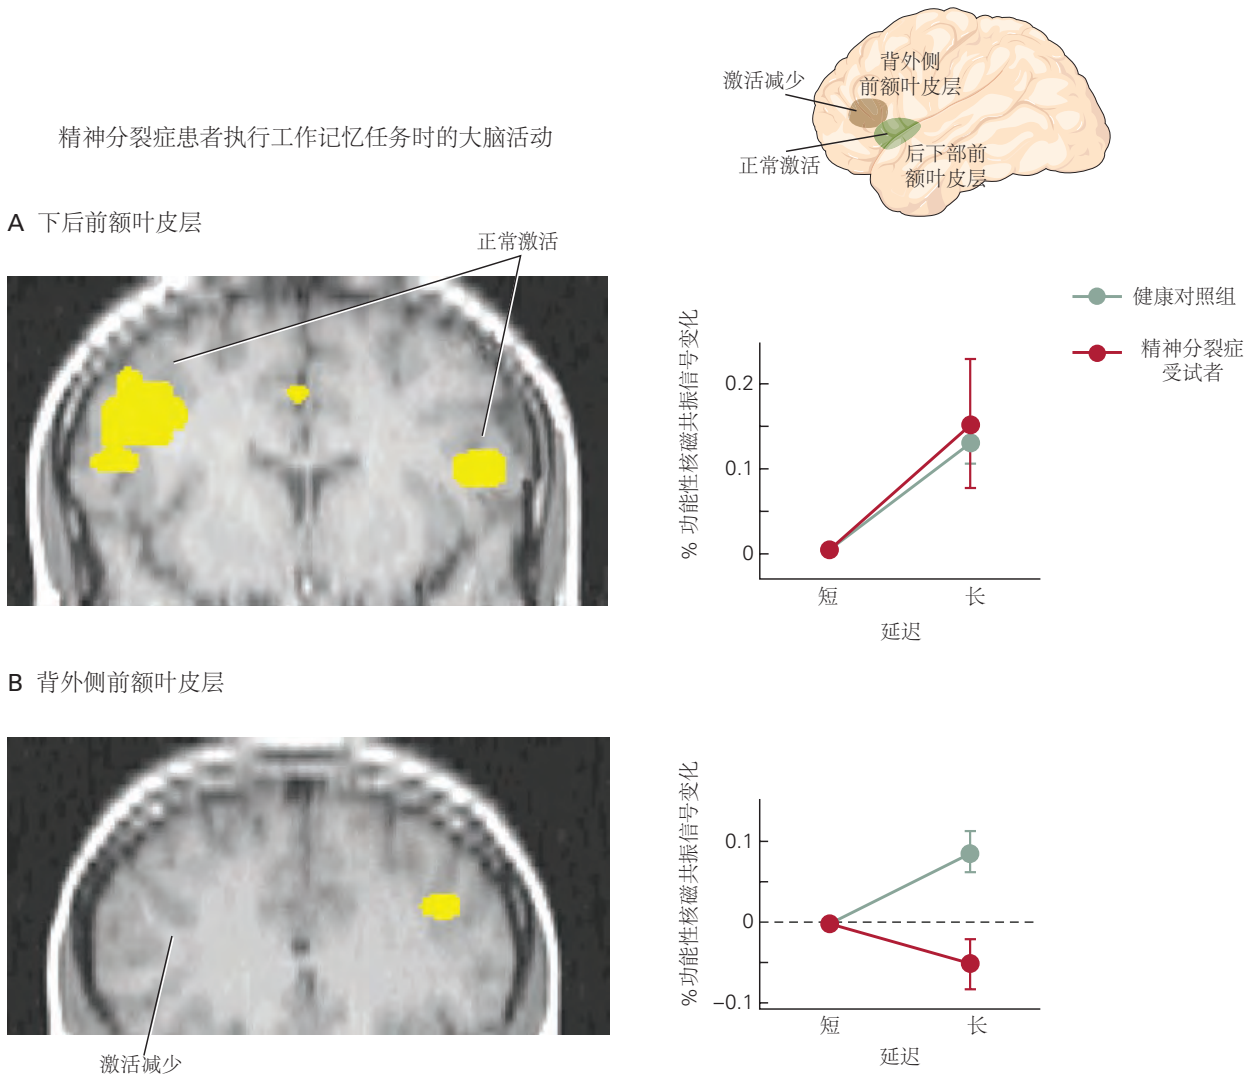 精神分裂症患者执行工作记忆任务时的大脑活动
背外侧
前额叶皮层
激活减少
正常激活
后下部前
额叶皮层
A 下后前额叶皮层
正常激活
健康对照组
精神分裂症
受试者
% 功能性核磁共振信号变化
0.2
0.1
0
短
长
延迟
B 背外侧前额叶皮层
激活减少
%功能性核磁共振信号变化
0.1
0
–0.1
短
长
延迟